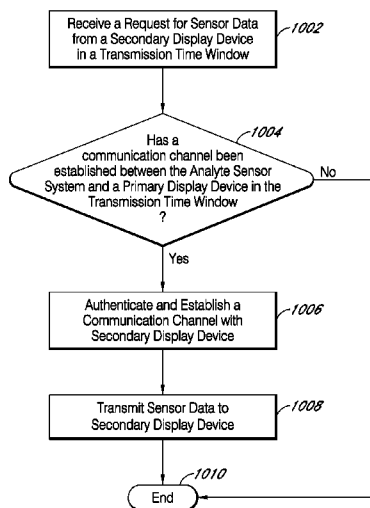 Receive a Request for Sensor Data
from a Secondary Display Device
in a Transmission Time Window
1002
1004
Has a
communication channel been
established between the Analyte Sensor
System and a Primary Display Device in the
Transmission Time Window
?
No
Yes
Authenticate and Establish a
Communication Channel with
Secondary Display Device
1006
Transmit Sensor Data to
Secondary Display Device
1008
1010
End